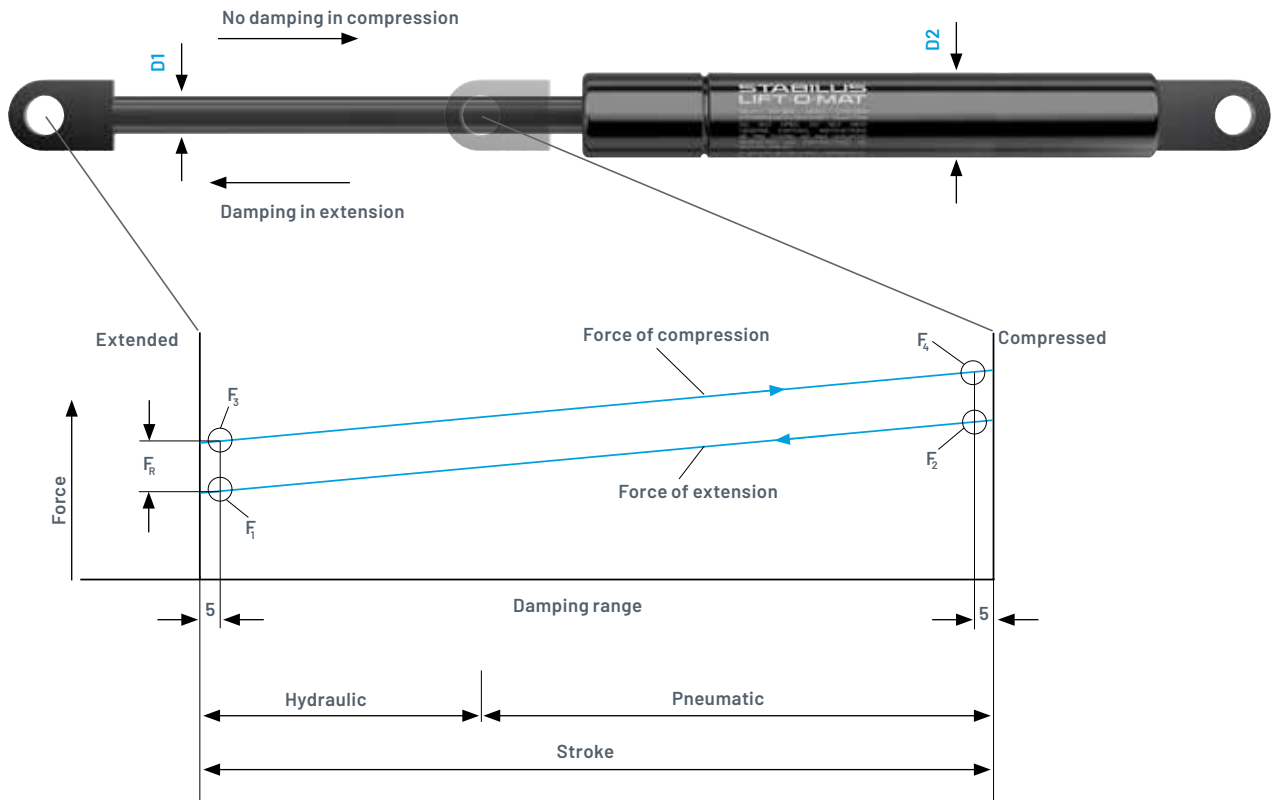 No damping in compression
D1
D2
STABILUS
LIFT-O-MAT
Damping in extension
Extended
Force of compression
F4
Compressed
F3
FR
Force
F2
Force of extension
F1
5
Damping range
5
Hydraulic
Pneumatic
Stroke